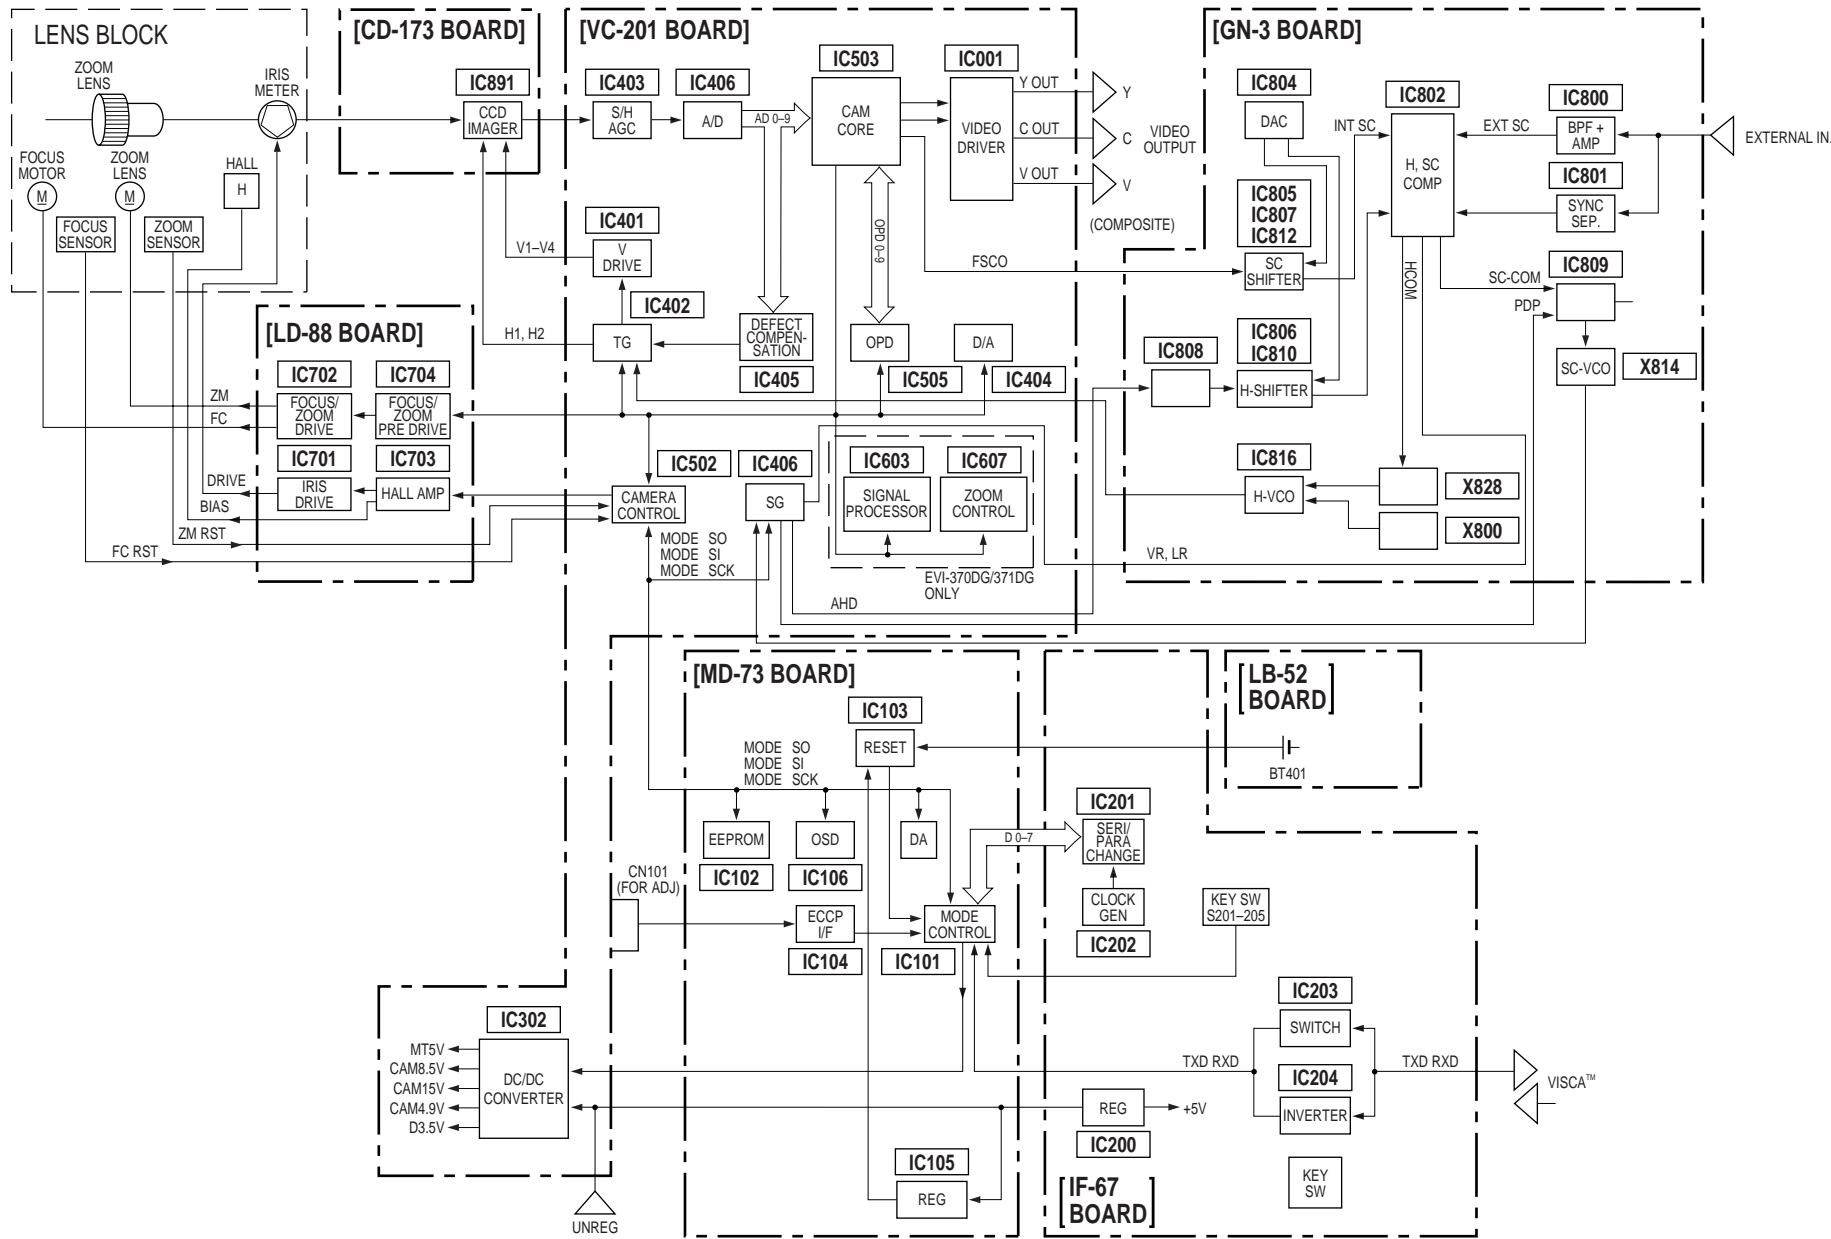 LENS BLOCK
ZOOM
LENS
IRIS
METER
FOCUS
MOTOR
M
ZOOM
LENS
M
HALL
H
FOCUS
SENSOR
ZOOM
SENSOR
[CD-173 BOARD]
IC891
CCD
IMAGER
[VC-201 BOARD]
IC403
S/H
AGC
IC406
A/D
AD 0–9
IC503
CAM
CORE
IC001
VIDEO
DRIVER
Y OUT
C OUT
V OUT
Y
C
V
VIDEO
OUTPUT
(COMPOSITE)
IC401
V
DRIVE
V1–V4
IC402
TG
H1, H2
DEFECT
COMPEN-
SATION
IC405
OPD 0–9
OPD
IC505
D/A
IC404
FSCO
[GN-3 BOARD]
IC804
DAC
IC802
H, SC
COMP
INT SC
EXT SC
IC800
BPF +
AMP
EXTERNAL IN.
IC801
SYNC
SEP.
IC805
IC807
IC812
SC
SHIFTER
HCOM
SC-COM
PDP
IC809
IC808
IC806
IC810
H-SHIFTER
SC-VCO
X814
IC816
H-VCO
X828
X800
VR, LR
[LD-88 BOARD]
IC702
FOCUS/
ZOOM
DRIVE
IC704
FOCUS/
ZOOM
PRE DRIVE
IC701
IRIS
DRIVE
IC703
HALL AMP
ZM
FC
DRIVE
BIAS
ZM RST
FC RST
IC502
CAMERA
CONTROL
IC406
SG
IC603
SIGNAL
PROCESSOR
IC607
ZOOM
CONTROL
MODE SO
MODE SI
MODE SCK
EVI-370DG/371DG
ONLY
AHD
[MD-73 BOARD]
IC103
RESET
MODE SO
MODE SI
MODE SCK
EEPROM
IC102
OSD
IC106
DA
CN101
(FOR ADJ)
ECCP
I/F
IC104
MODE
CONTROL
IC101
D 0–7
[LB-52
BOARD]
BT401
IC201
SERI/
PARA
CHANGE
CLOCK
GEN
IC202
KEY SW
S201–205
IC203
SWITCH
IC204
INVERTER
TXD RXD
TXD RXD
VISCA™
IC302
DC/DC
CONVERTER
MT5V
CAM8.5V
CAM15V
CAM4.9V
D3.5V
UNREG
IC105
REG
REG
IC200
+5V
KEY
SW
[IF-67
BOARD]